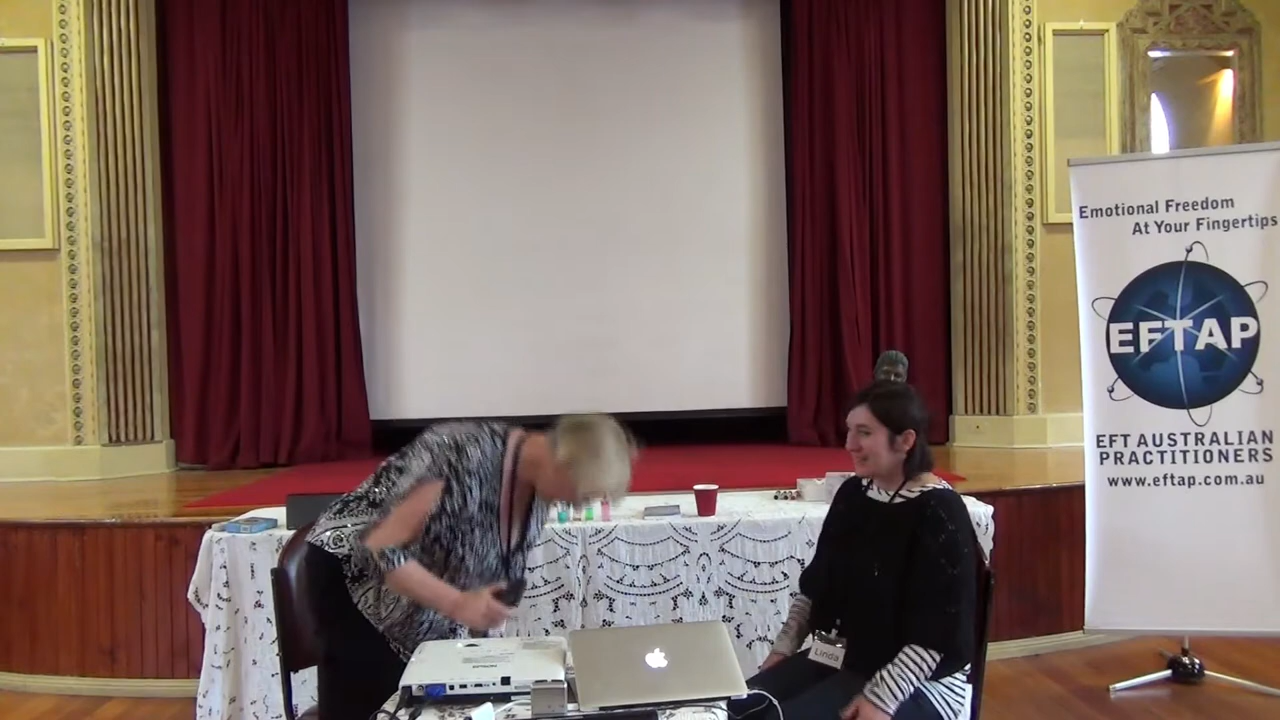 Emotional Freedom
At Your Fingertips
EFTAP
EFT AUSTRALIAN
PRACTITIONERS
www.eftap.com.au
Linda